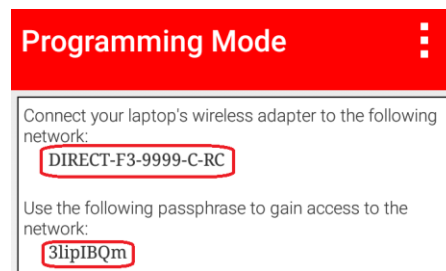 Programming Mode
Connect your laptop's wireless adapter to the following
network:
DIRECT-F3-9999-C-RC
Use the following passphrase to gain access to the
network:
3lipIBQm